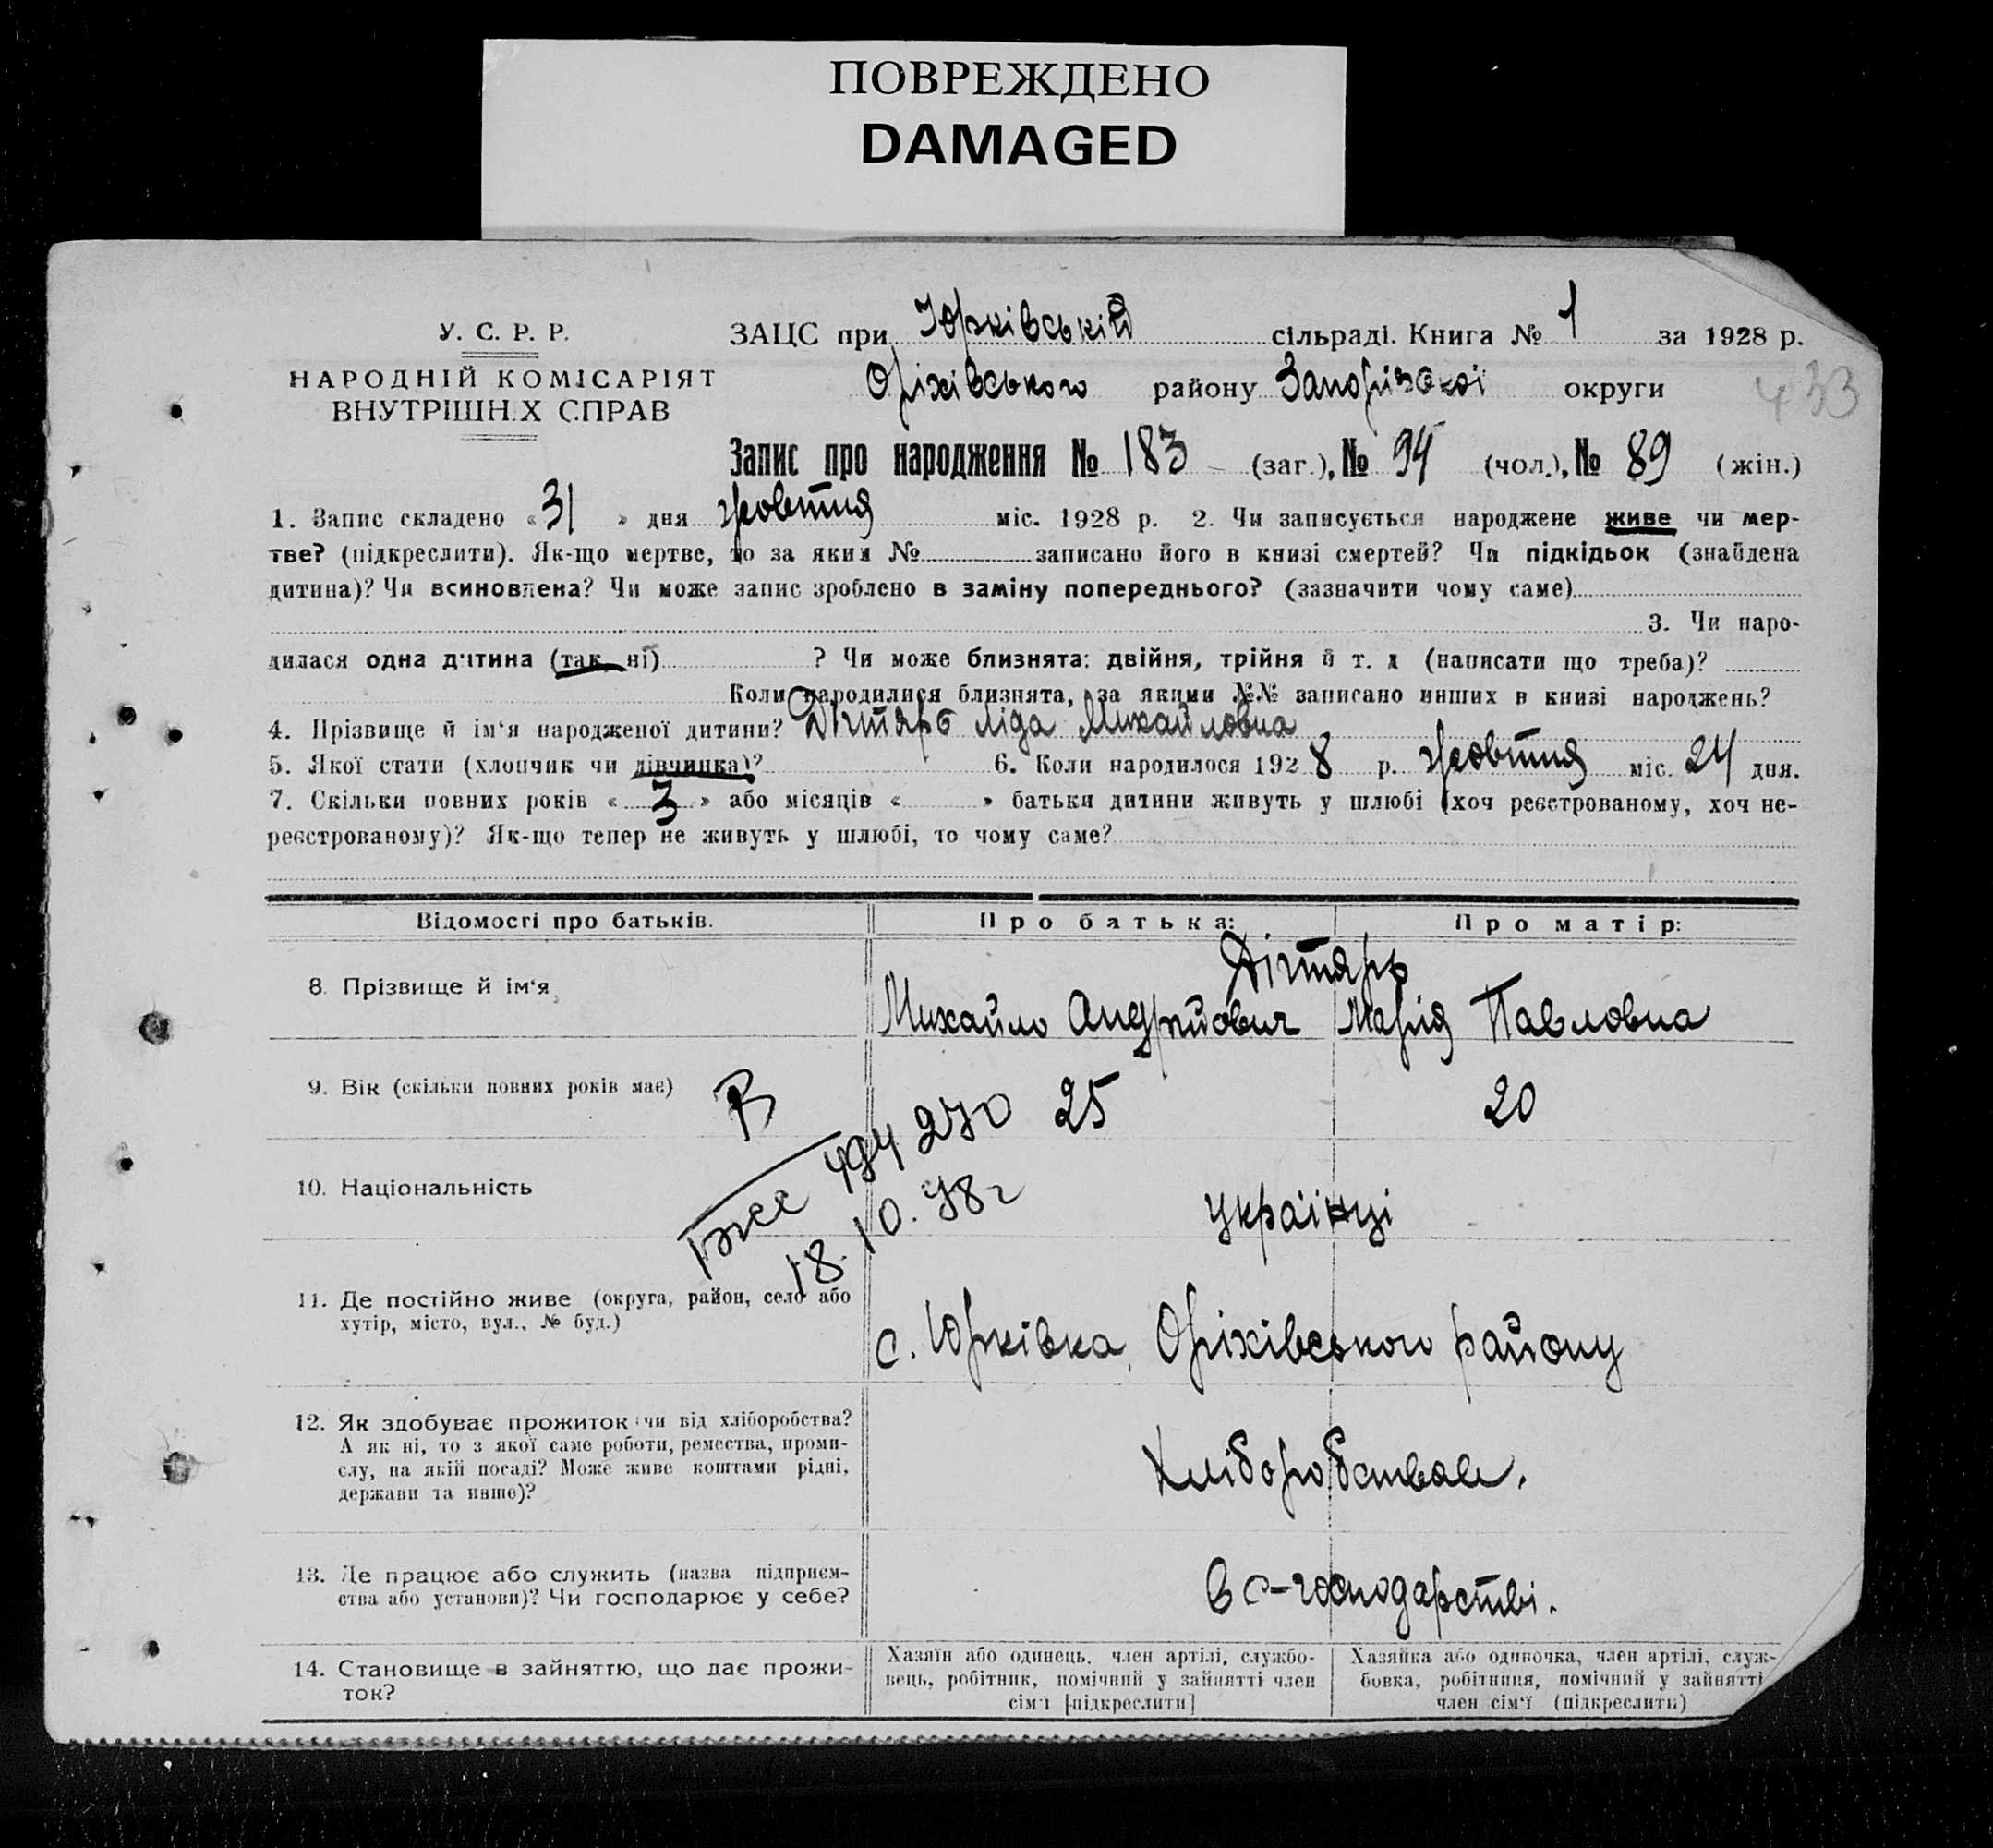 ПОВРЕЖДЕНО
DAMAGED
У. С. Р. Р.
НАРОДНІЙ КОМІСАРІЯТ
ВНУТРІШН.Х СПРАВ
ЗАЦС при Юрківській сільраді. Книга № 1 за 1928 р.
Оріхівського району Запорізької округи
433
Запис про народження № 183 (заг.), № 94 (чол.), № 89 (жін.)
1. Запис складено «31» дня жовтня міс. 1928 р. 2. Чи записується народжене живе чи мер-
тве? (підкреслити). Як-що мертве, то за яким № записано його в книзі смертей? Чи підкідьок (знайдена
дитина)? Чи всиновлена? Чи може запис зроблено в заміну попереднього? (зазначити чому саме)
3. Чи наро-
дилася одна дитина (так, ні) ? Чи може близнята: двійня, трійня й т. д (написати що треба)?
Коли народилися близнята, за якими №№ записано инших в книзі народжень?
4. Прізвище й ім‘я народженої дитини? Дігтярь Ліда Михайловна
5. Якої стати (хлопчик чи дівчинка)? 6. Коли народилося 1928 р. жовтня міс. 24 дня.
7. Скільки повних років «3» або місяців « » батьки дитини живуть у шлюбі (хоч реєстрованому, хоч не-
реєстрованому)? Як-що тепер не живуть у шлюбі, то чому саме?
Відомості про батьків.
Про батька:
Про матір:
8. Прізвище й ім‘я
Дігтярь
Михайло Андрійович
Марія Павловна
9. Вік (скільки повних років має)
25
20
494270
18.10.78г
10. Національність
Українці
11. Де постійно живе (округа, район, село або
хутір, місто, вул., № буд.)
с. Юрківка, Оріхівського району
12. Як здобуває прожиток чи від хліборобства?
А як ні, то з якої саме роботи, ремества, проми-
слу, на якій посаді? Може живе коштами рідні,
держави та инше)?
Хліборобством.
13. Де працює або служить (назва підприєм-
ства або установи)? Чи господарює у себе?
в с-господарстві.
14. Становище в зайняттю, що дає прожи-
ток?
Хазяїн або одинець, член артілі, службо-
вець, робітник, помічний у зайнятті член
сім‘ї [підкреслити]
Хазяйка або одиночка, член артілі, служ-
бовка, робітниця, помічний у зайнятті
член сім‘ї (підкреслити)